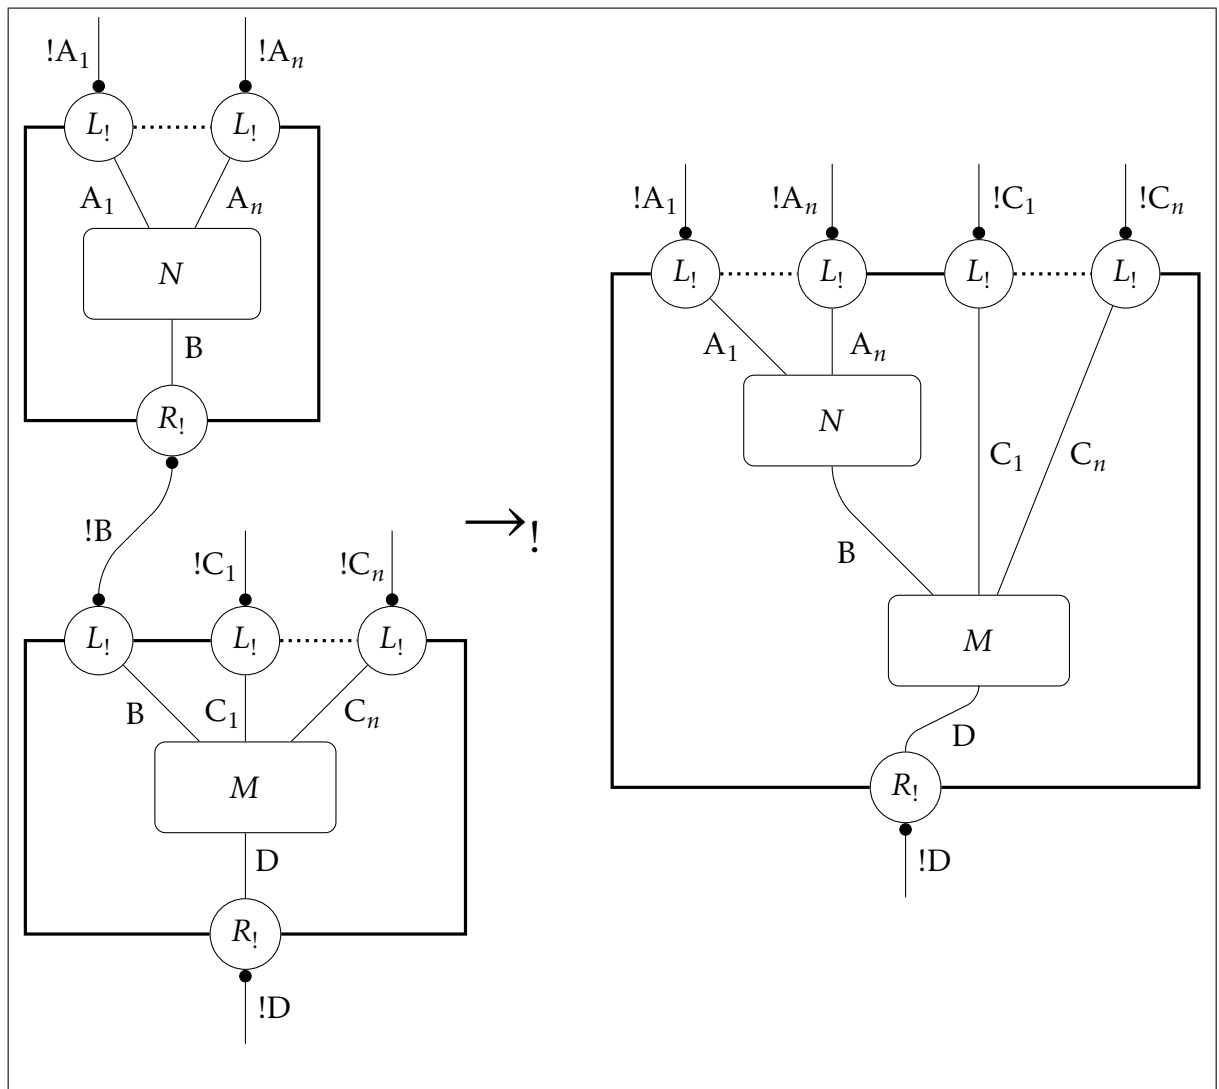 !A₁ !Aₙ
L! L!
A₁ Aₙ
N
B
R!
!B
!C₁ !Cₙ
L! L! L!
B C₁ Cₙ
M
D
R!
!D
→!
!A₁ !Aₙ !C₁ !Cₙ
L! L! L! L!
A₁ Aₙ
N
C₁ Cₙ
B
M
D
R!
!D